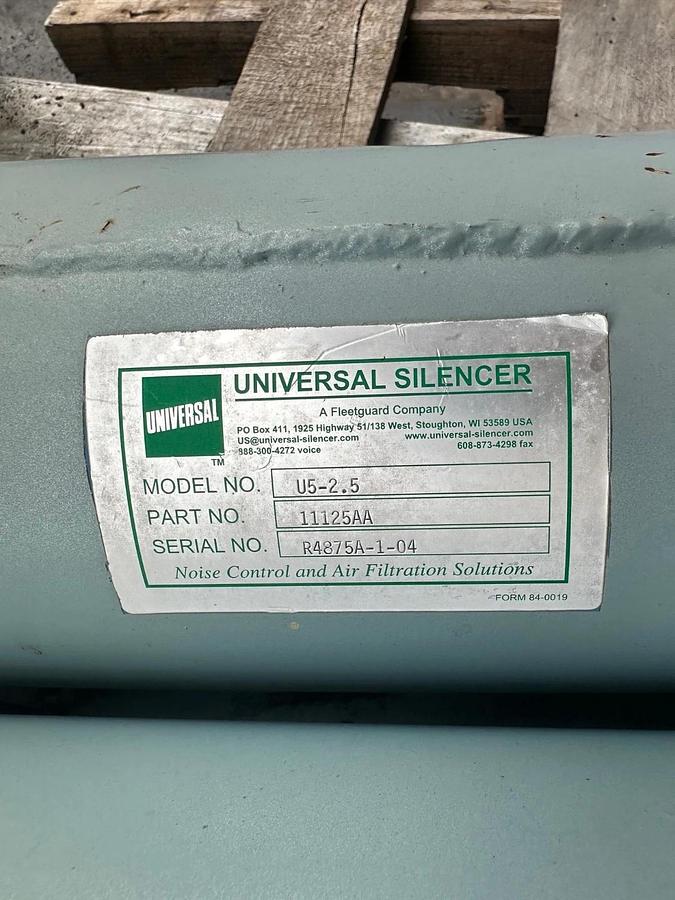 UNIVERSAL
TM
UNIVERSAL SILENCER
A Fleetguard Company
PO Box 411, 1925 Highway 51/138 West, Stoughton, WI 53589 USA
US@universal-silencer.com www.universal-silencer.com
888-300-4272 voice 608-873-4298 fax
MODEL NO. U5-2.5
PART NO. 11125AA
SERIAL NO. R4875A-1-04
Noise Control and Air Filtration Solutions
FORM 84-0019